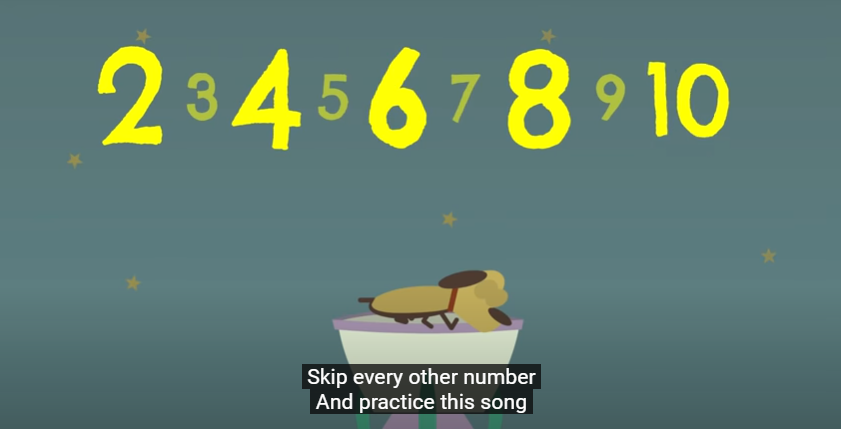 2 3 4 5 6 7 8 9 10
Skip every other number
And practice this song